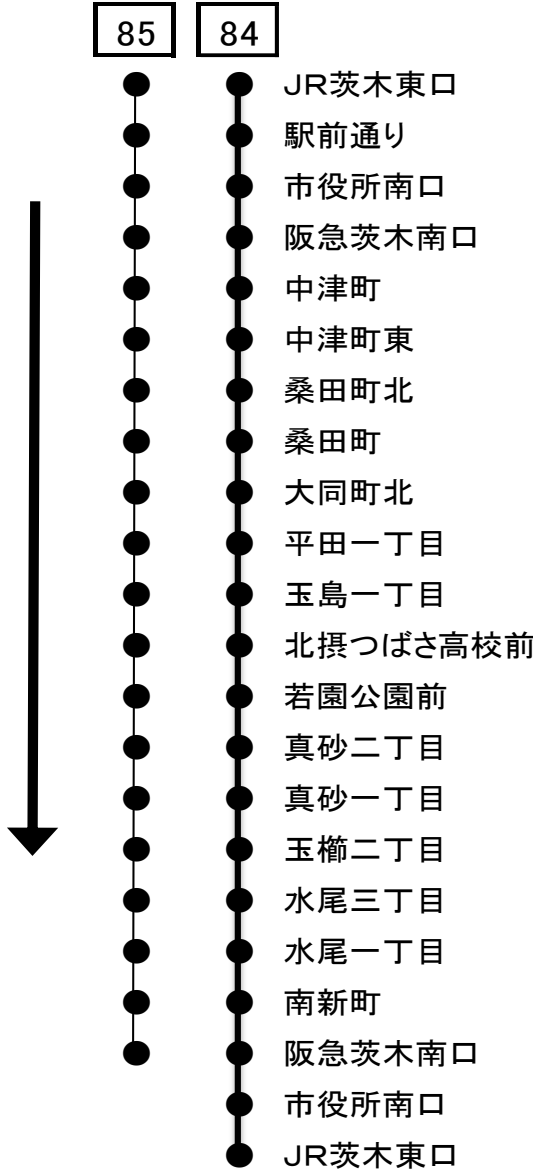 85 84
JR茨木東口
駅前通り
市役所南口
阪急茨木南口
中津町
中津町東
桑田町北
桑田町
大同町北
平田一丁目
玉島一丁目
北摂つばさ高校前
若園公園前
真砂二丁目
真砂一丁目
玉櫛二丁目
水尾三丁目
水尾一丁目
南新町
阪急茨木南口
市役所南口
JR茨木東口